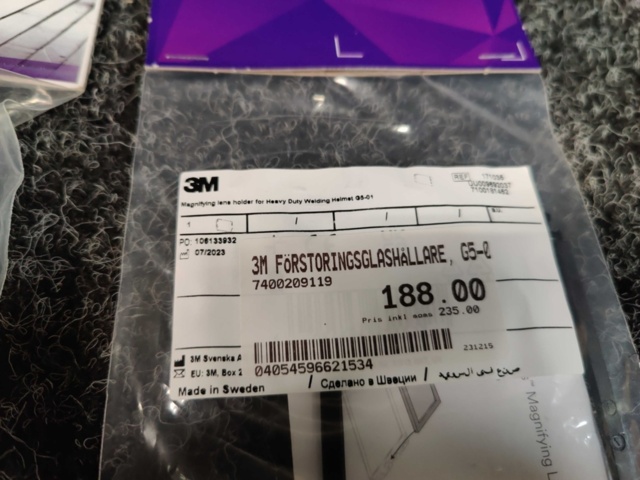 3M
REF
Magnifying lens holder for Heavy Duty Welding Helmet G5-01
1 / / /
PO: 106133932
07/2023
3M FÖRSTORINGSGLASHÅLLARE, G5-0
7400209119
188.00
Pris inkl moms 235.00
231215
3M Svenska A
04054596621534
EU: 3M, Box 2
Made in Sweden / Сделано в Швеции /
Magnifying L